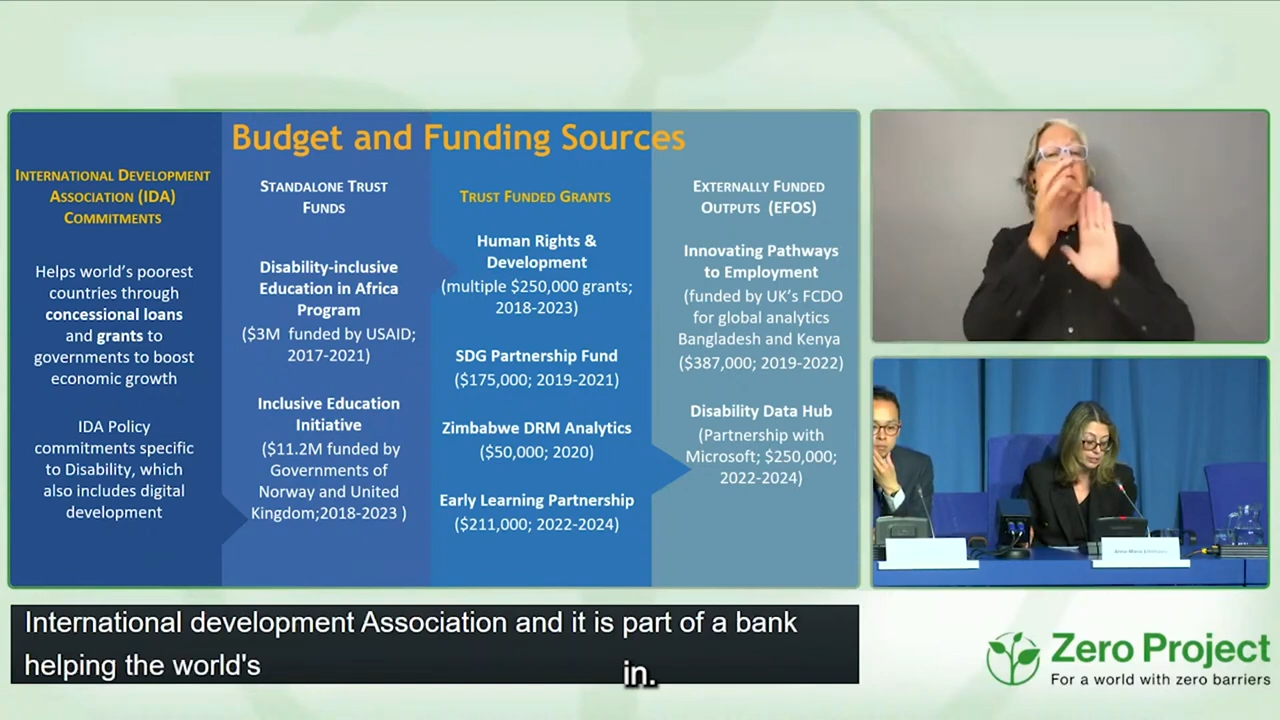 Budget and Funding Sources
INTERNATIONAL DEVELOPMENT
ASSOCIATION (IDA)
COMMITMENTS
Helps world's poorest
countries through
concessional loans
and grants to
governments to boost
economic growth
IDA Policy
commitments specific
to Disability, which
also includes digital
development
STANDALONE TRUST
FUNDS
Disability-inclusive
Education in Africa
Program
($3M funded by USAID;
2017-2021)
Inclusive Education
Initiative
($11.2M funded by
Governments of
Norway and United
Kingdom;2018-2023 )
TRUST FUNDED GRANTS
Human Rights &
Development
(multiple $250,000 grants;
2018-2023)
SDG Partnership Fund
($175,000; 2019-2021)
Zimbabwe DRM Analytics
($50,000; 2020)
Early Learning Partnership
($211,000; 2022-2024)
EXTERNALLY FUNDED
OUTPUTS (EFOS)
Innovating Pathways
to Employment
(funded by UK's FCDO
for global analytics
Bangladesh and Kenya
($387,000; 2019-2022)
Disability Data Hub
(Partnership with
Microsoft; $250,000;
2022-2024)
International development Association and it is part of a bank
helping the world's
in.
Zero Project
For a world with zero barriers